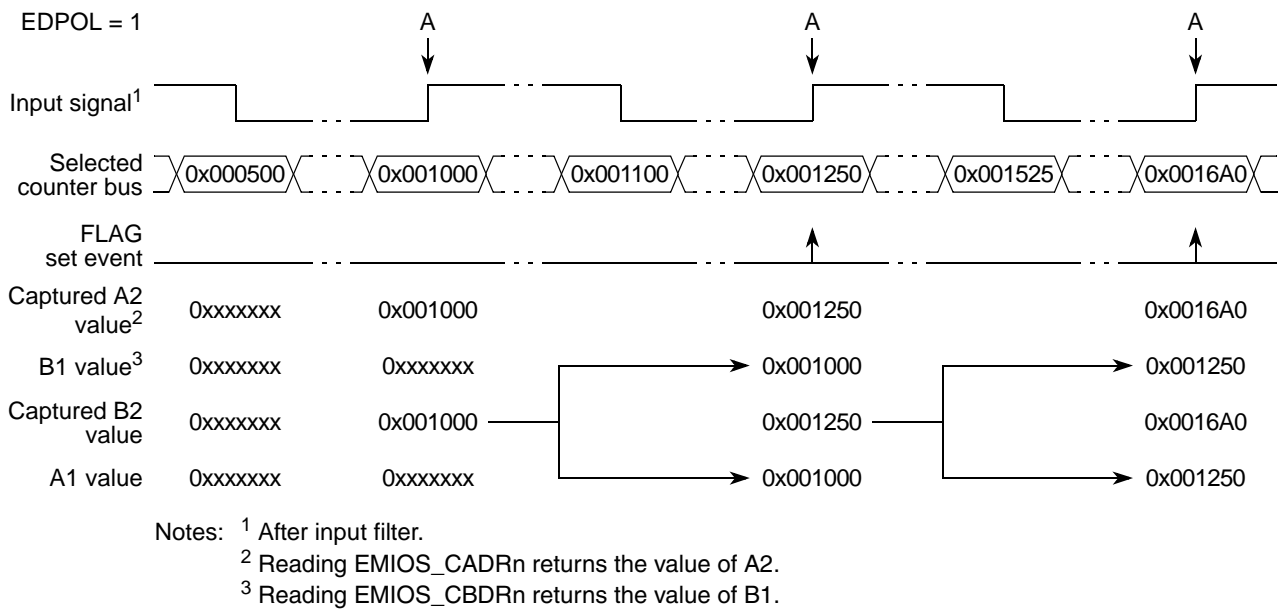 EDPOL = 1 A A A
Input signal1
Selected
counter bus
0x000500 0x001000 0x001100 0x001250 0x001525 0x0016A0
FLAG
set event
Captured A2
value2
0xxxxxxx 0x001000 0x001250 0x0016A0
B1 value3 0xxxxxxx 0xxxxxxx 0x001000 0x001250
Captured B2
value
0xxxxxxx 0x001000 0x001250 0x0016A0
A1 value 0xxxxxxx 0xxxxxxx 0x001000 0x001250
Notes: 1 After input filter.
2 Reading EMIOS_CADRn returns the value of A2.
3 Reading EMIOS_CBDRn returns the value of B1.